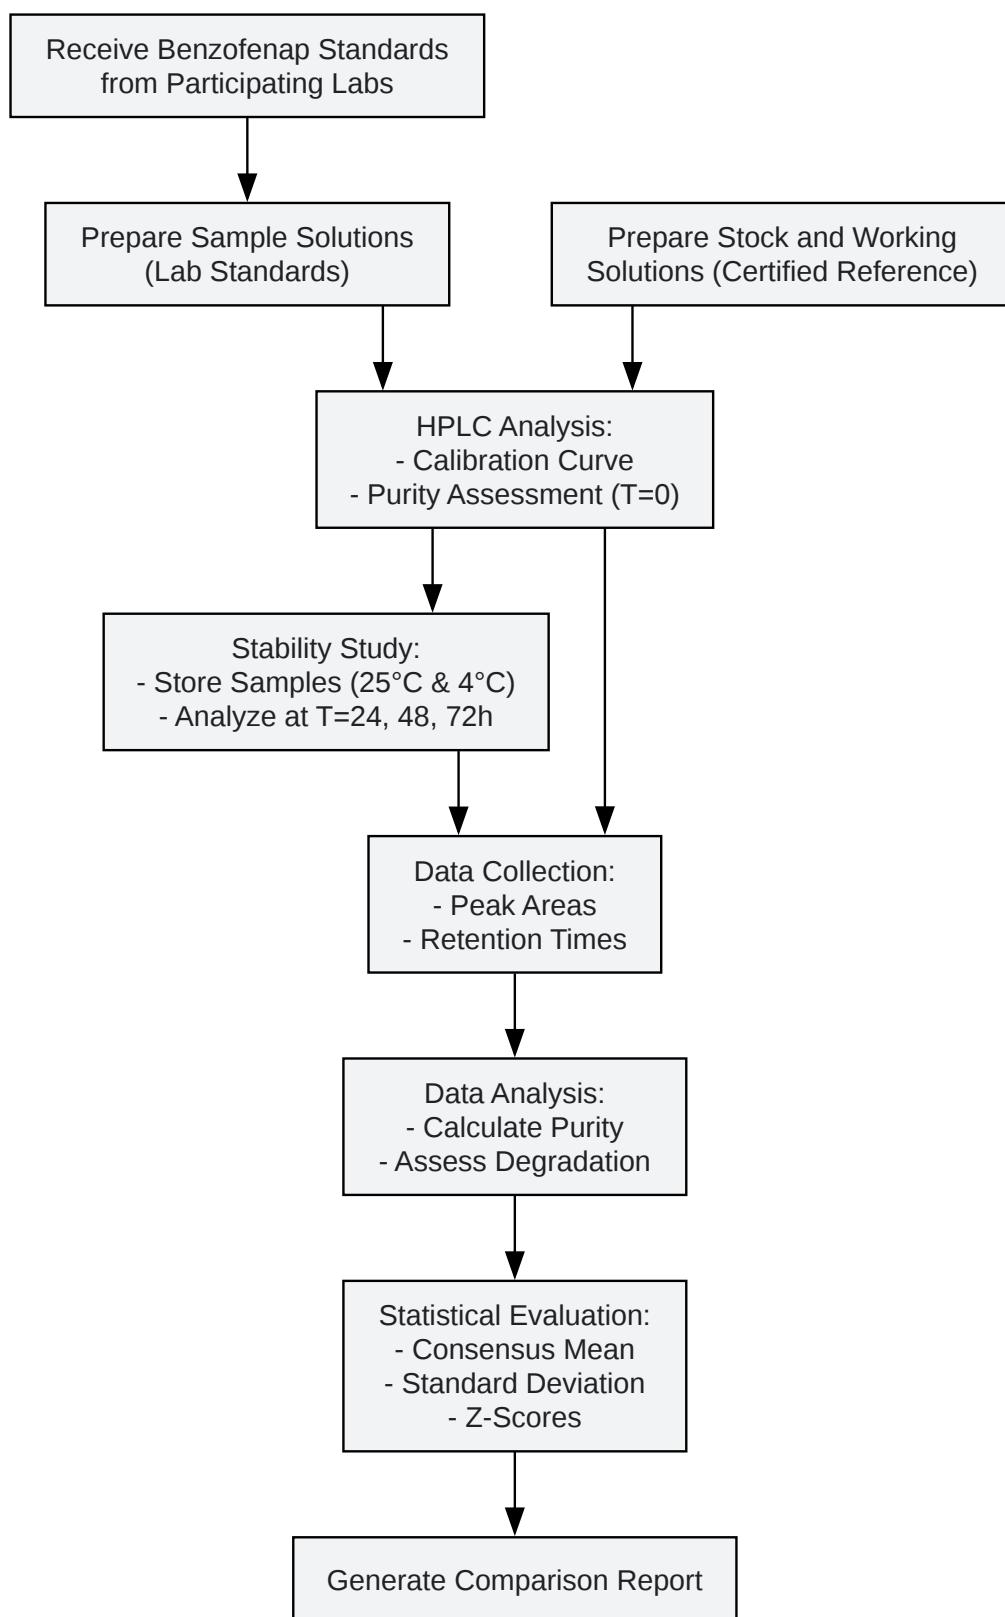 Receive Benzofenap Standards
from Participating Labs
Prepare Sample Solutions
(Lab Standards)
Prepare Stock and Working
Solutions (Certified Reference)
HPLC Analysis:
- Calibration Curve
- Purity Assessment (T=0)
Stability Study:
- Store Samples (25°C & 4°C)
- Analyze at T=24, 48, 72h
Data Collection:
- Peak Areas
- Retention Times
Data Analysis:
- Calculate Purity
- Assess Degradation
Statistical Evaluation:
- Consensus Mean
- Standard Deviation
- Z-Scores
Generate Comparison Report